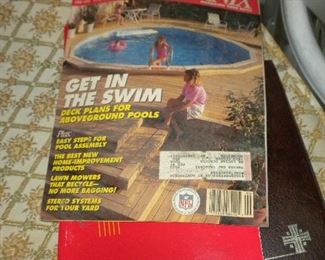 GET IN
THE SWIM
DECK PLANS FOR
ABOVEGROUND POOLS
Plus
EASY STEPS FOR
POOL ASSEMBLY
THE BEST NEW
HOME-IMPROVEMENT
PRODUCTS
LAWN MOWERS
THAT RECYCLE—
NO MORE BAGGING!
STEREO SYSTEMS
FOR YOUR YARD
NFL